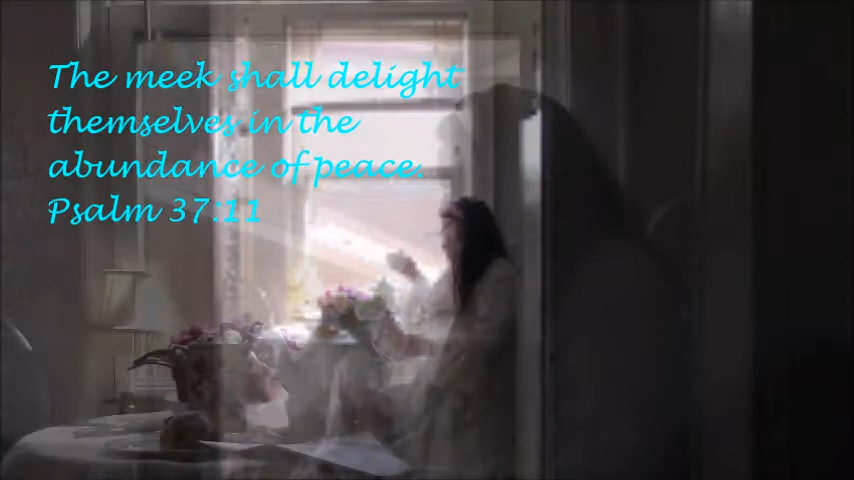 The meek shall delight
themselves in the
abundance of peace.
Psalm 37:11